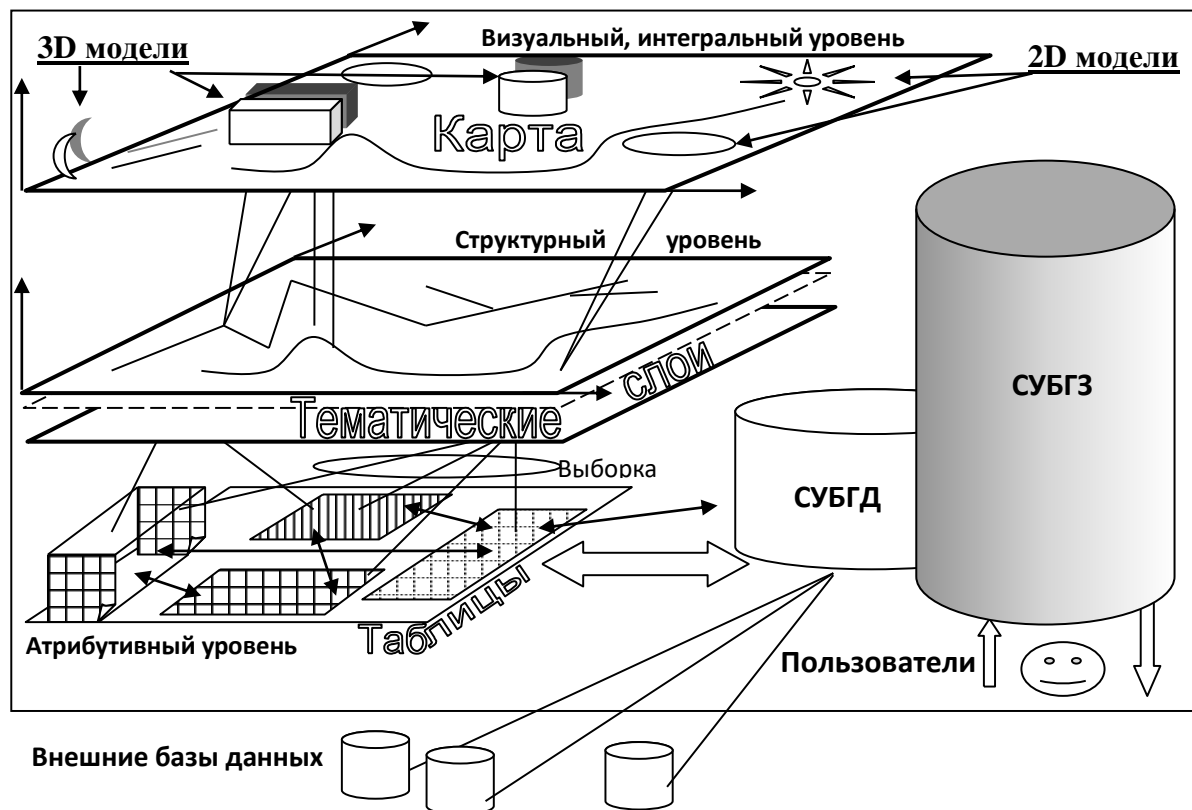 3D модели
Визуальный, интегральный уровень
2D модели
Карта
Структурный уровень
СУБГЗ
слои
Тематические
Выборка
СУБГД
Таблицы
Атрибутивный уровень
Пользователи
Внешние базы данных